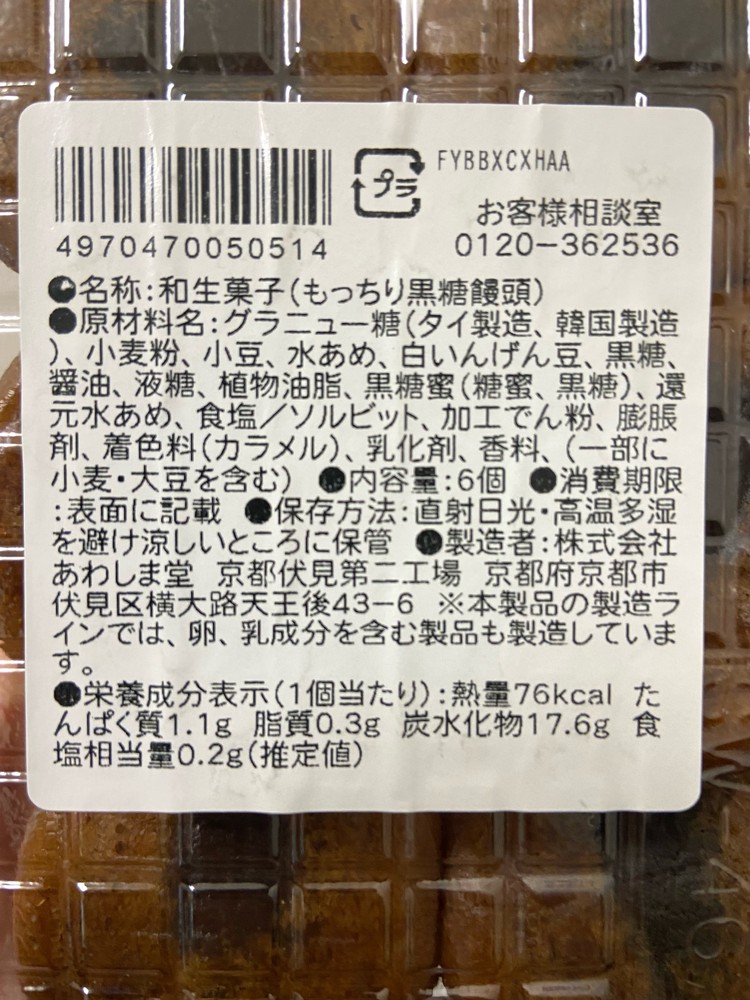 プラ
FYBBXCXHAA
お客様相談室
4970470050514
0120-362536
●名称:和生菓子(もっちり黒糖饅頭)
●原材料名:グラニュー糖(タイ製造、韓国製造
)、小麦粉、小豆、水あめ、白いんげん豆、黒糖、
醤油、液糖、植物油脂、黒糖蜜(糖蜜、黒糖)、還
元水あめ、食塩/ソルビット、加工でん粉、膨脹
剤、着色料(カラメル)、乳化剤、香料、(一部に
小麦・大豆を含む) ●内容量:6個 ●消費期限
:表面に記載 ●保存方法:直射日光・高温多湿
を避け涼しいところに保管 ●製造者:株式会社
あわしま堂 京都伏見第二工場 京都府京都市
伏見区横大路天王後43-6 ※本製品の製造ラ
インでは、卵、乳成分を含む製品も製造していま
す。
●栄養成分表示(1個当たり):熱量76kcal た
んぱく質1.1g 脂質0.3g 炭水化物17.6g 食
塩相当量0.2g(推定値)